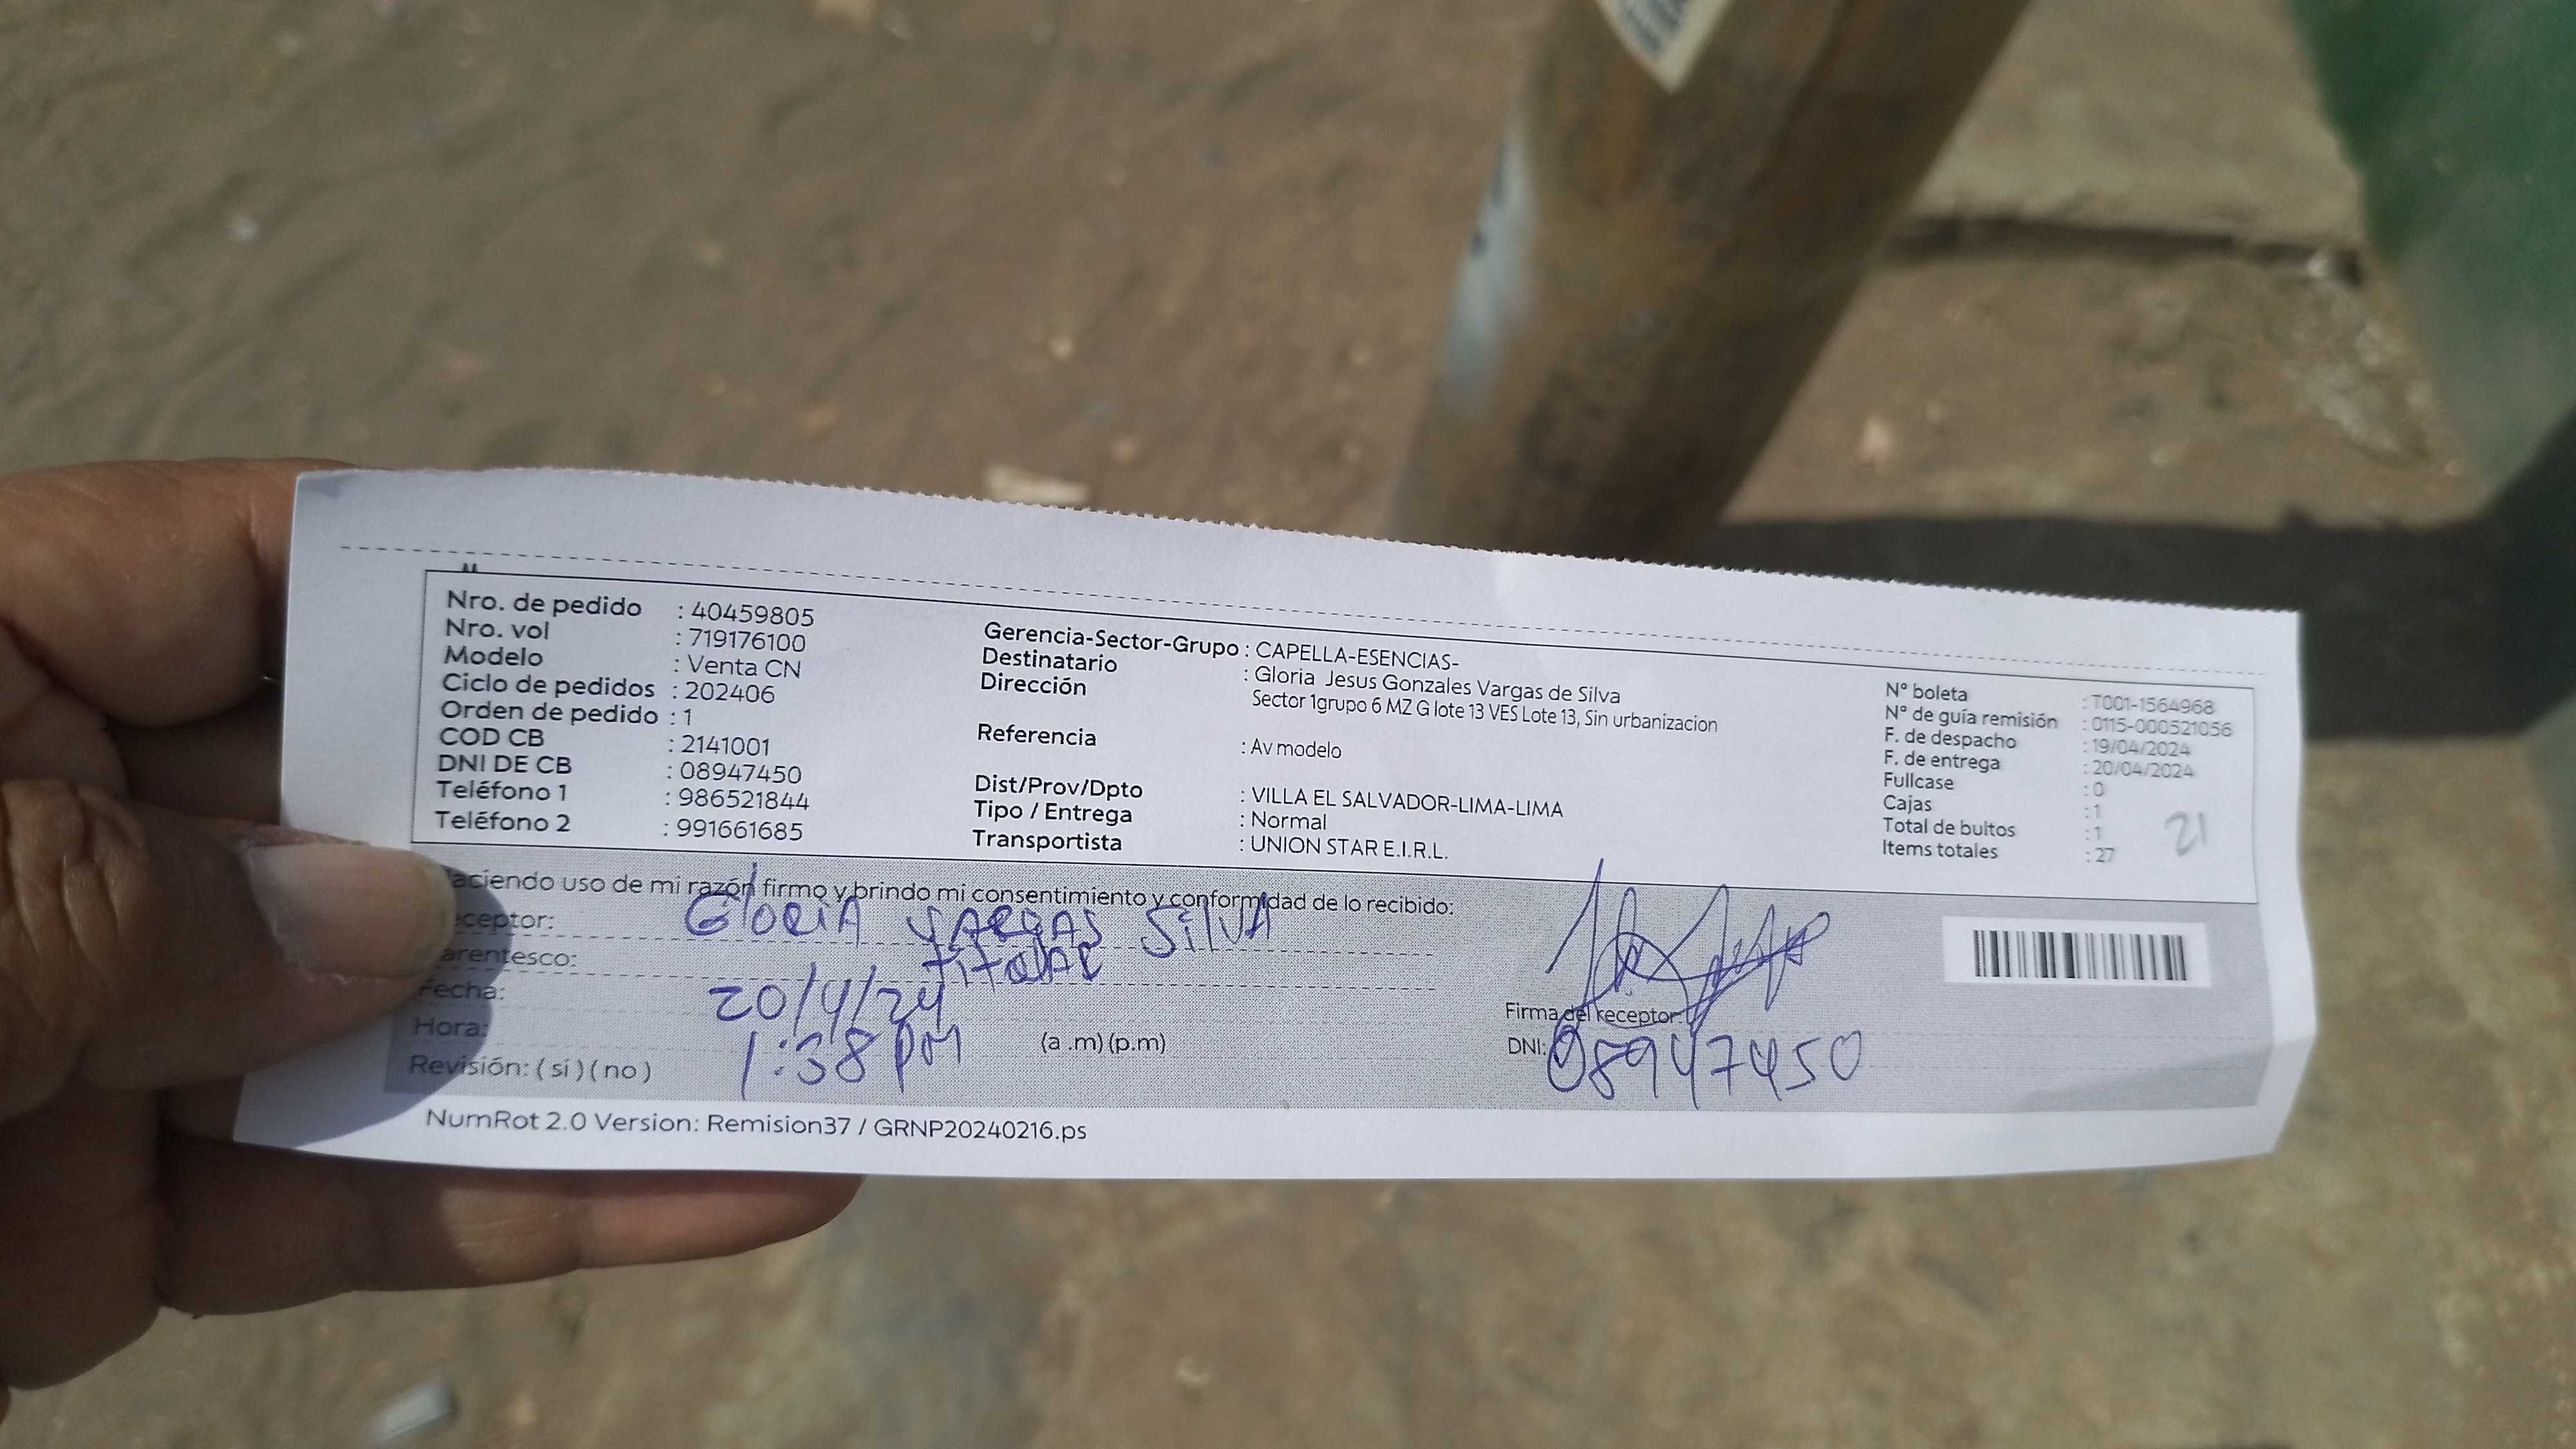 Nro. de pedido : 40459805
Nro. vol : 719176100
Modelo : Venta CN
Ciclo de pedidos : 202406
Orden de pedido : 1
COD CB : 2141001
DNI DE CB : 08947450
Teléfono 1 : 986521844
Teléfono 2 : 991661685
Gerencia-Sector-Grupo : CAPELLA-ESENCIAS-
Destinatario : Gloria Jesus Gonzales Vargas de Silva
Dirección Sector 1grupo 6 MZ G lote 13 VES Lote 13, Sin urbanizacion
Referencia : Av modelo
Dist/Prov/Dpto : VILLA EL SALVADOR-LIMA-LIMA
Tipo / Entrega : Normal
Transportista : UNION STAR E.I.R.L.
N° boleta : T001-1564968
N° de guía remisión : 0115-000521056
F. de despacho : 19/04/2024
F. de entrega : 20/04/2024
Fullcase : 0
Cajas : 1
Total de bultos : 1
Items totales : 27
21
aciendo uso de mi razón firmo y brindo mi consentimiento y conformidad de lo recibido:
eceptor: GloRiA VARGAS SilVA
arentesco: titulAR
Fecha: 20/4/24
Hora: 1:38 PM (a .m) (p.m)
Revisión: ( si ) ( no )
Firma del receptor:
DNI: 08947450
NumRot 2.0 Version: Remision37 / GRNP20240216.ps